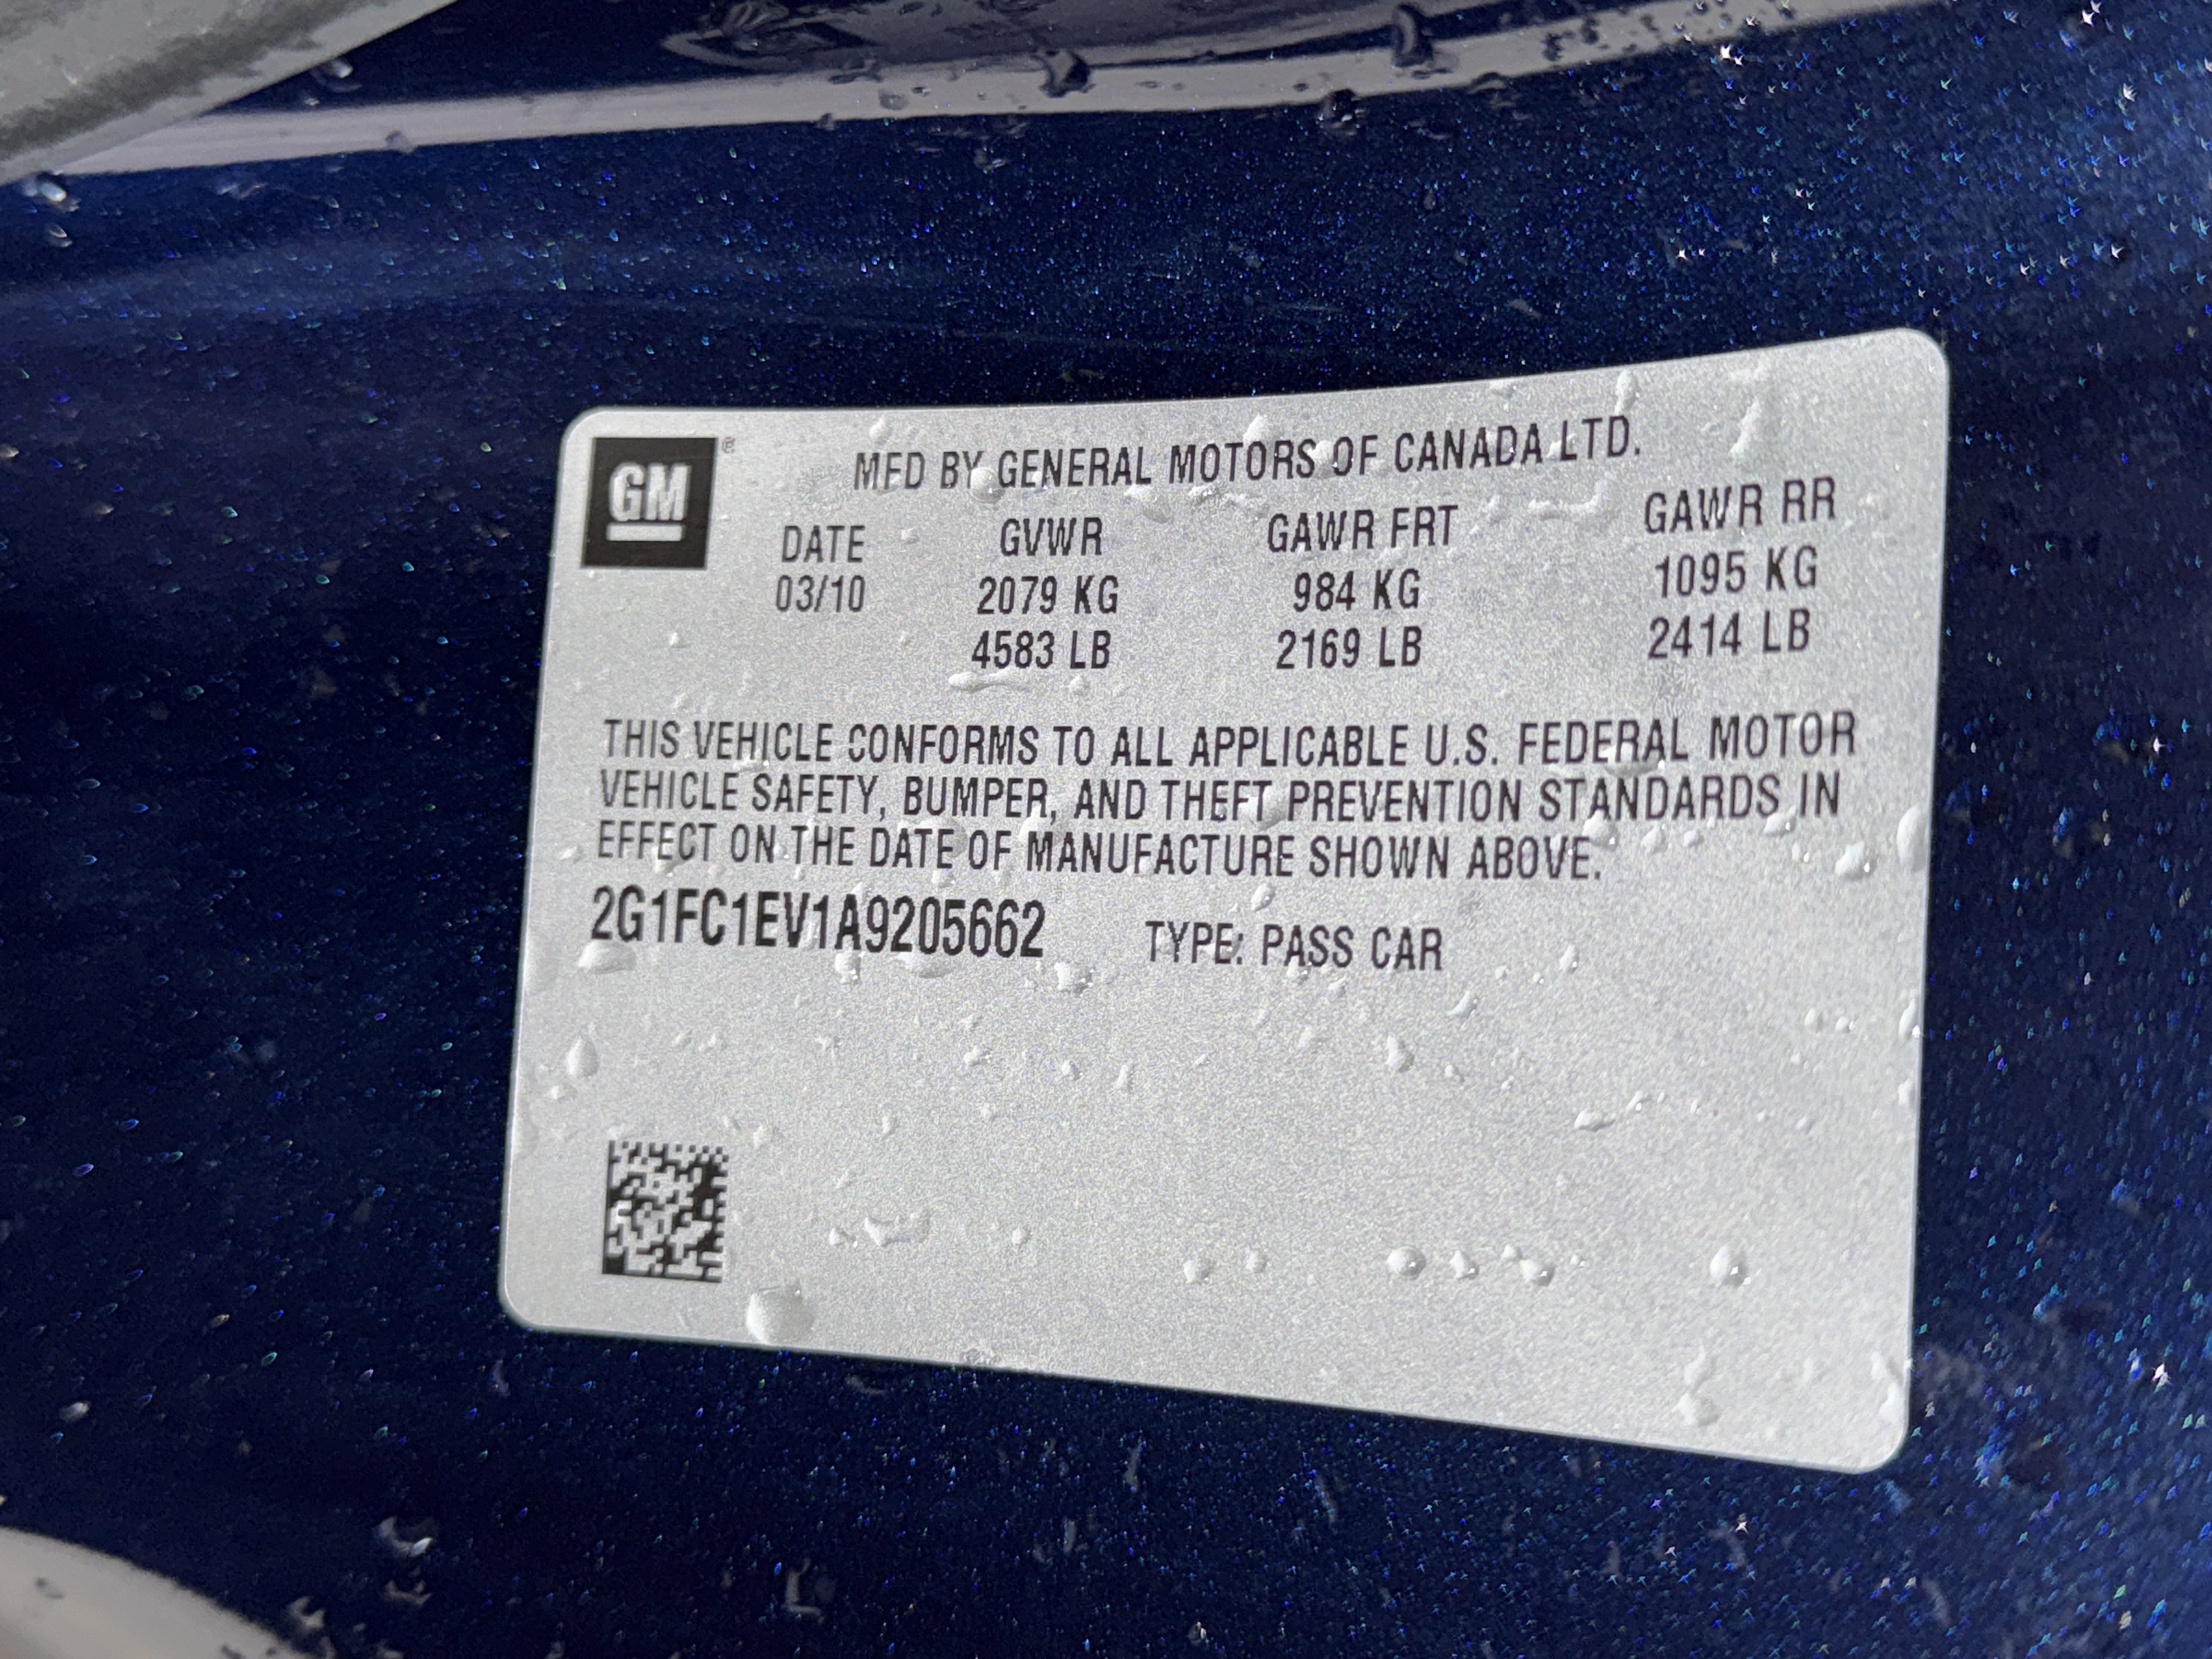 GM ®
MFD BY GENERAL MOTORS OF CANADA LTD.
DATE GVWR GAWR FRT GAWR RR
03/10 2079 KG 984 KG 1095 KG
4583 LB 2169 LB 2414 LB
THIS VEHICLE CONFORMS TO ALL APPLICABLE U.S. FEDERAL MOTOR
VEHICLE SAFETY, BUMPER, AND THEFT PREVENTION STANDARDS IN
EFFECT ON THE DATE OF MANUFACTURE SHOWN ABOVE.
2G1FC1EV1A9205662 TYPE: PASS CAR